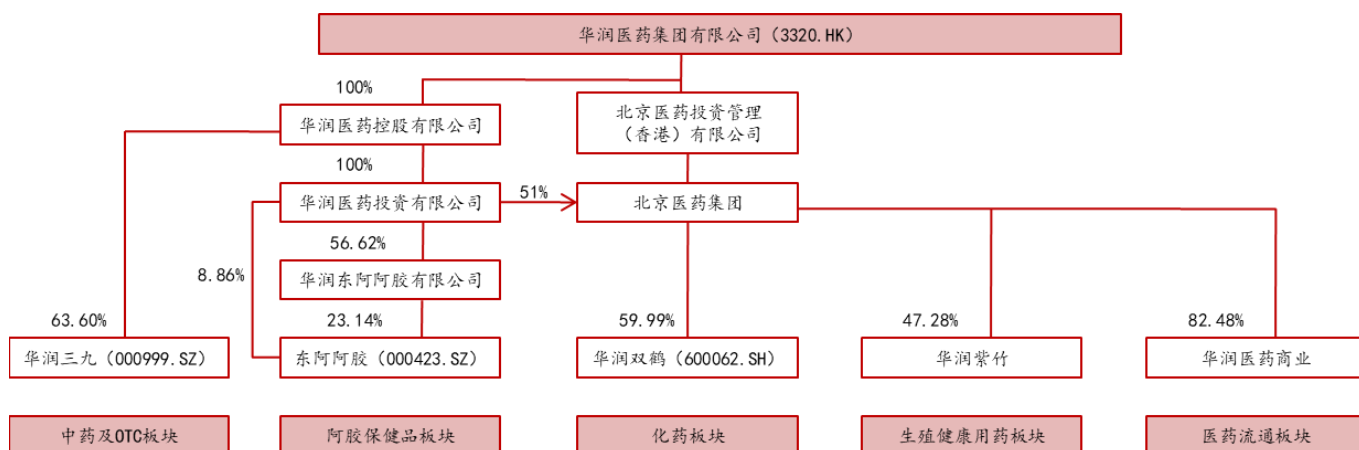 华润医药集团有限公司（3320.HK）
100%
华润医药控股有限公司
北京医药投资管理
（香港）有限公司
100%
华润医药投资有限公司
51%
北京医药集团
56.62%
8.86%
华润东阿阿胶有限公司
63.60%
23.14%
59.99%
47.28%
82.48%
华润三九（000999.SZ）
东阿阿胶（000423.SZ）
华润双鹤（600062.SH）
华润紫竹
华润医药商业
中药及OTC板块
阿胶保健品板块
化药板块
生殖健康用药板块
医药流通板块